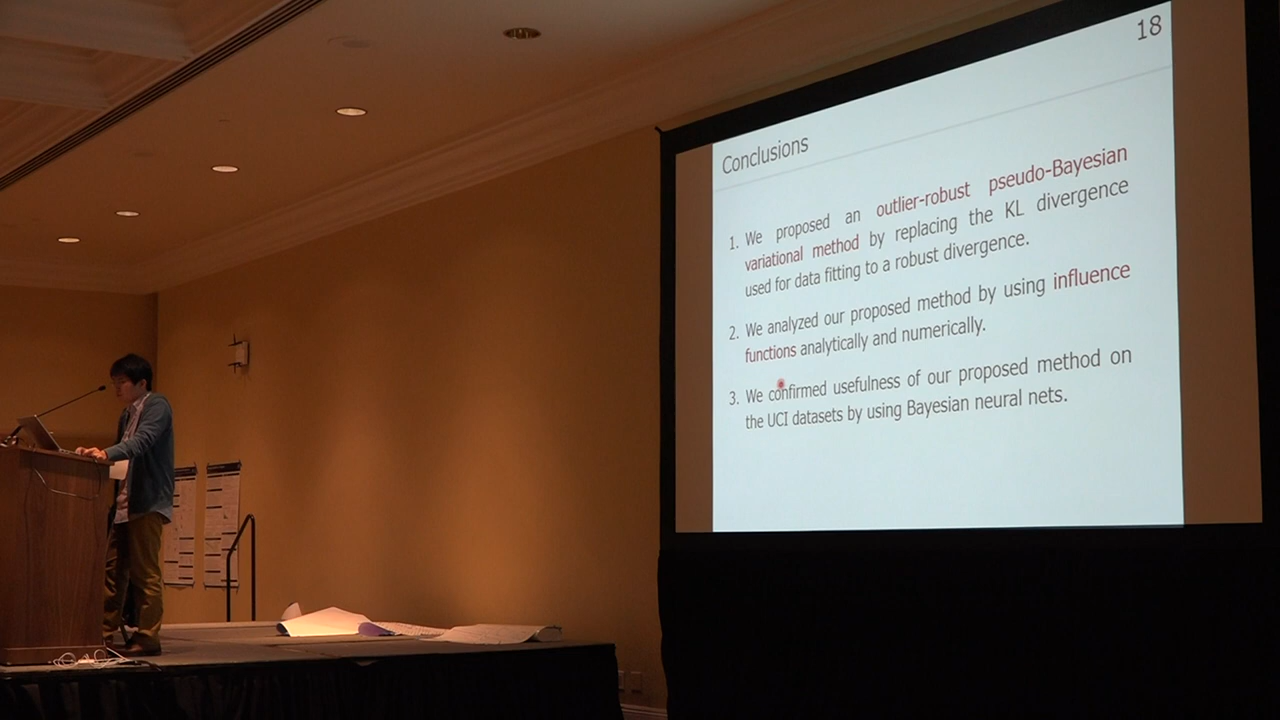 18
Conclusions
1. We proposed an outlier-robust pseudo-Bayesian
variational method by replacing the KL divergence
used for data fitting to a robust divergence.
2. We analyzed our proposed method by using influence
functions analytically and numerically.
3. We confirmed usefulness of our proposed method on
the UCI datasets by using Bayesian neural nets.